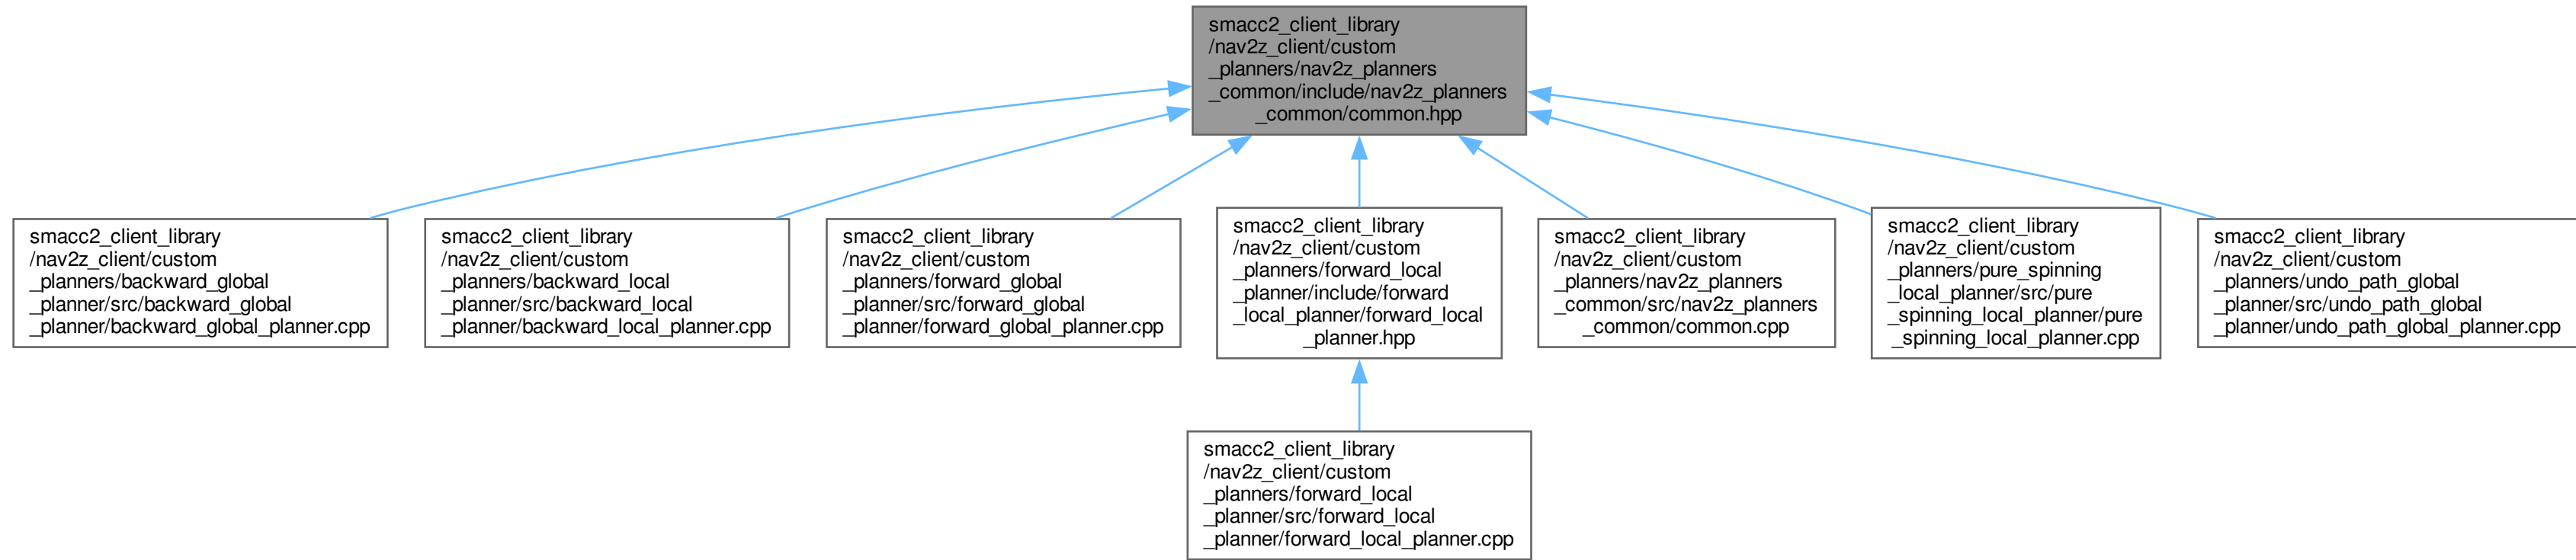 smacc2_client_library
/nav2z_client/custom
_planners/nav2z_planners
_common/include/nav2z_planners
_common/common.hpp
smacc2_client_library
/nav2z_client/custom
_planners/backward_global
_planner/src/backward_global
_planner/backward_global_planner.cpp
smacc2_client_library
/nav2z_client/custom
_planners/backward_local
_planner/src/backward_local
_planner/backward_local_planner.cpp
smacc2_client_library
/nav2z_client/custom
_planners/forward_global
_planner/src/forward_global
_planner/forward_global_planner.cpp
smacc2_client_library
/nav2z_client/custom
_planners/forward_local
_planner/include/forward
_local_planner/forward_local
_planner.hpp
smacc2_client_library
/nav2z_client/custom
_planners/nav2z_planners
_common/src/nav2z_planners
_common/common.cpp
smacc2_client_library
/nav2z_client/custom
_planners/pure_spinning
_local_planner/src/pure
_spinning_local_planner/pure
_spinning_local_planner.cpp
smacc2_client_library
/nav2z_client/custom
_planners/undo_path_global
_planner/src/undo_path_global
_planner/undo_path_global_planner.cpp
smacc2_client_library
/nav2z_client/custom
_planners/forward_local
_planner/src/forward_local
_planner/forward_local_planner.cpp